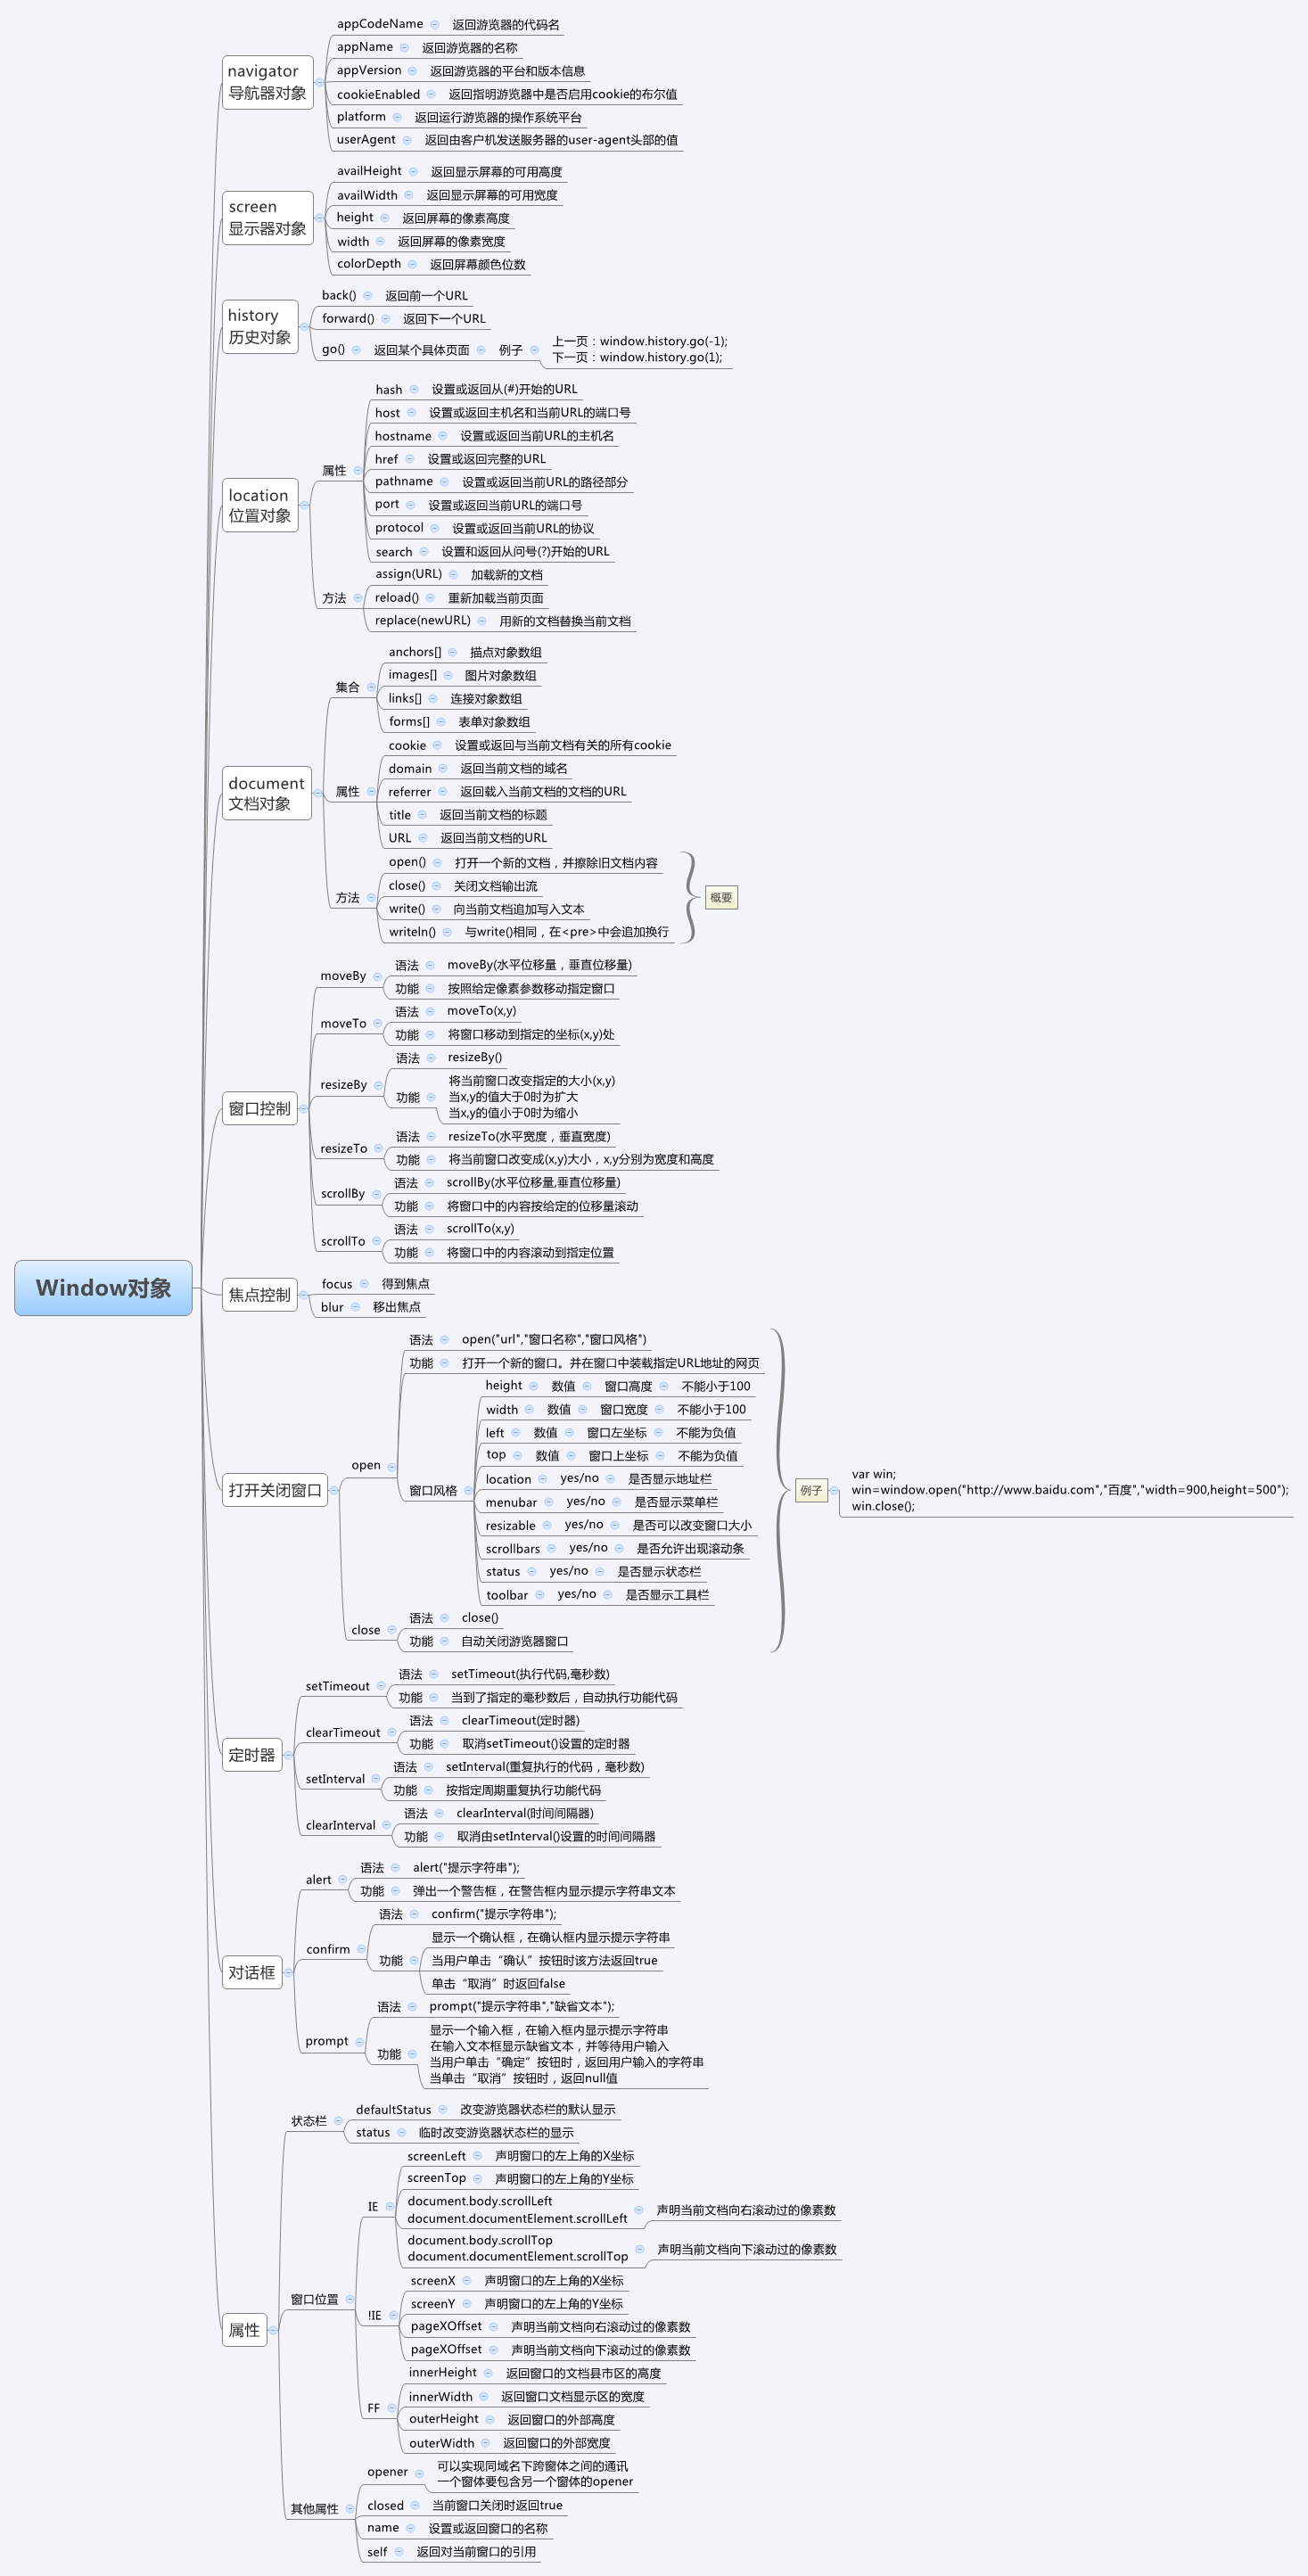 Window对象
navigator
导航器对象
appCodeName 返回游览器的代码名
appName 返回游览器的名称
appVersion 返回游览器的平台和版本信息
cookieEnabled 返回指明游览器中是否启用cookie的布尔值
platform 返回运行游览器的操作系统平台
userAgent 返回由客户机发送服务器的user-agent头部的值
screen
显示器对象
availHeight 返回显示屏幕的可用高度
availWidth 返回显示屏幕的可用宽度
height 返回屏幕的像素高度
width 返回屏幕的像素宽度
colorDepth 返回屏幕颜色位数
history
历史对象
back() 返回前一个URL
forward() 返回下一个URL
go() 返回某个具体页面 例子
上一页：window.history.go(-1);
下一页：window.history.go(1);
location
位置对象
属性
hash 设置或返回从(#)开始的URL
host 设置或返回主机名和当前URL的端口号
hostname 设置或返回当前URL的主机名
href 设置或返回完整的URL
pathname 设置或返回当前URL的路径部分
port 设置或返回当前URL的端口号
protocol 设置或返回当前URL的协议
search 设置和返回从问号(?)开始的URL
方法
assign(URL) 加载新的文档
reload() 重新加载当前页面
replace(newURL) 用新的文档替换当前文档
document
文档对象
集合
anchors[] 描点对象数组
images[] 图片对象数组
links[] 连接对象数组
forms[] 表单对象数组
属性
cookie 设置或返回与当前文档有关的所有cookie
domain 返回当前文档的域名
referrer 返回载入当前文档的文档的URL
title 返回当前文档的标题
URL 返回当前文档的URL
方法
open() 打开一个新的文档，并擦除旧文档内容
close() 关闭文档输出流
write() 向当前文档追加写入文本
writeln() 与write()相同，在<pre>中会追加换行
概要
窗口控制
moveBy
语法 moveBy(水平位移量，垂直位移量)
功能 按照给定像素参数移动指定窗口
moveTo
语法 moveTo(x,y)
功能 将窗口移动到指定的坐标(x,y)处
resizeBy
语法 resizeBy()
功能
将当前窗口改变指定的大小(x,y)
当x,y的值大于0时为扩大
当x,y的值小于0时为缩小
resizeTo
语法 resizeTo(水平宽度，垂直宽度)
功能 将当前窗口改变成(x,y)大小，x,y分别为宽度和高度
scrollBy
语法 scrollBy(水平位移量,垂直位移量)
功能 将窗口中的内容按给定的位移量滚动
scrollTo
语法 scrollTo(x,y)
功能 将窗口中的内容滚动到指定位置
焦点控制
focus 得到焦点
blur 移出焦点
打开关闭窗口
open
语法 open("url","窗口名称","窗口风格")
功能 打开一个新的窗口。并在窗口中装载指定URL地址的网页
窗口风格
height 数值 窗口高度 不能小于100
width 数值 窗口宽度 不能小于100
left 数值 窗口左坐标 不能为负值
top 数值 窗口上坐标 不能为负值
location yes/no 是否显示地址栏
menubar yes/no 是否显示菜单栏
resizable yes/no 是否可以改变窗口大小
scrollbars yes/no 是否允许出现滚动条
status yes/no 是否显示状态栏
toolbar yes/no 是否显示工具栏
close
语法 close()
功能 自动关闭游览器窗口
例子
var win;
win=window.open("http://www.baidu.com","百度","width=900,height=500");
win.close();
定时器
setTimeout
语法 setTimeout(执行代码,毫秒数)
功能 当到了指定的毫秒数后，自动执行功能代码
clearTimeout
语法 clearTimeout(定时器)
功能 取消setTimeout()设置的定时器
setInterval
语法 setInterval(重复执行的代码，毫秒数)
功能 按指定周期重复执行功能代码
clearInterval
语法 clearInterval(时间间隔器)
功能 取消由setInterval()设置的时间间隔器
对话框
alert
语法 alert("提示字符串");
功能 弹出一个警告框，在警告框内显示提示字符串文本
confirm
语法 confirm("提示字符串");
功能
显示一个确认框，在确认框内显示提示字符串
当用户单击“确认”按钮时该方法返回true
单击“取消”时返回false
prompt
语法 prompt("提示字符串","缺省文本");
功能
显示一个输入框，在输入框内显示提示字符串
在输入文本框显示缺省文本，并等待用户输入
当用户单击“确定”按钮时，返回用户输入的字符串
当单击“取消”按钮时，返回null值
属性
状态栏
defaultStatus 改变游览器状态栏的默认显示
status 临时改变游览器状态栏的显示
窗口位置
IE
screenLeft 声明窗口的左上角的X坐标
screenTop 声明窗口的左上角的Y坐标
document.body.scrollLeft
document.documentElement.scrollLeft 声明当前文档向右滚动过的像素数
document.body.scrollTop
document.documentElement.scrollTop 声明当前文档向下滚动过的像素数
!IE
screenX 声明窗口的左上角的X坐标
screenY 声明窗口的左上角的Y坐标
pageXOffset 声明当前文档向右滚动过的像素数
pageXOffset 声明当前文档向下滚动过的像素数
FF
innerHeight 返回窗口的文档县市区的高度
innerWidth 返回窗口文档显示区的宽度
outerHeight 返回窗口的外部高度
outerWidth 返回窗口的外部宽度
其他属性
opener
可以实现同域名下跨窗体之间的通讯
一个窗体要包含另一个窗体的opener
closed 当前窗口关闭时返回true
name 设置或返回窗口的名称
self 返回对当前窗口的引用